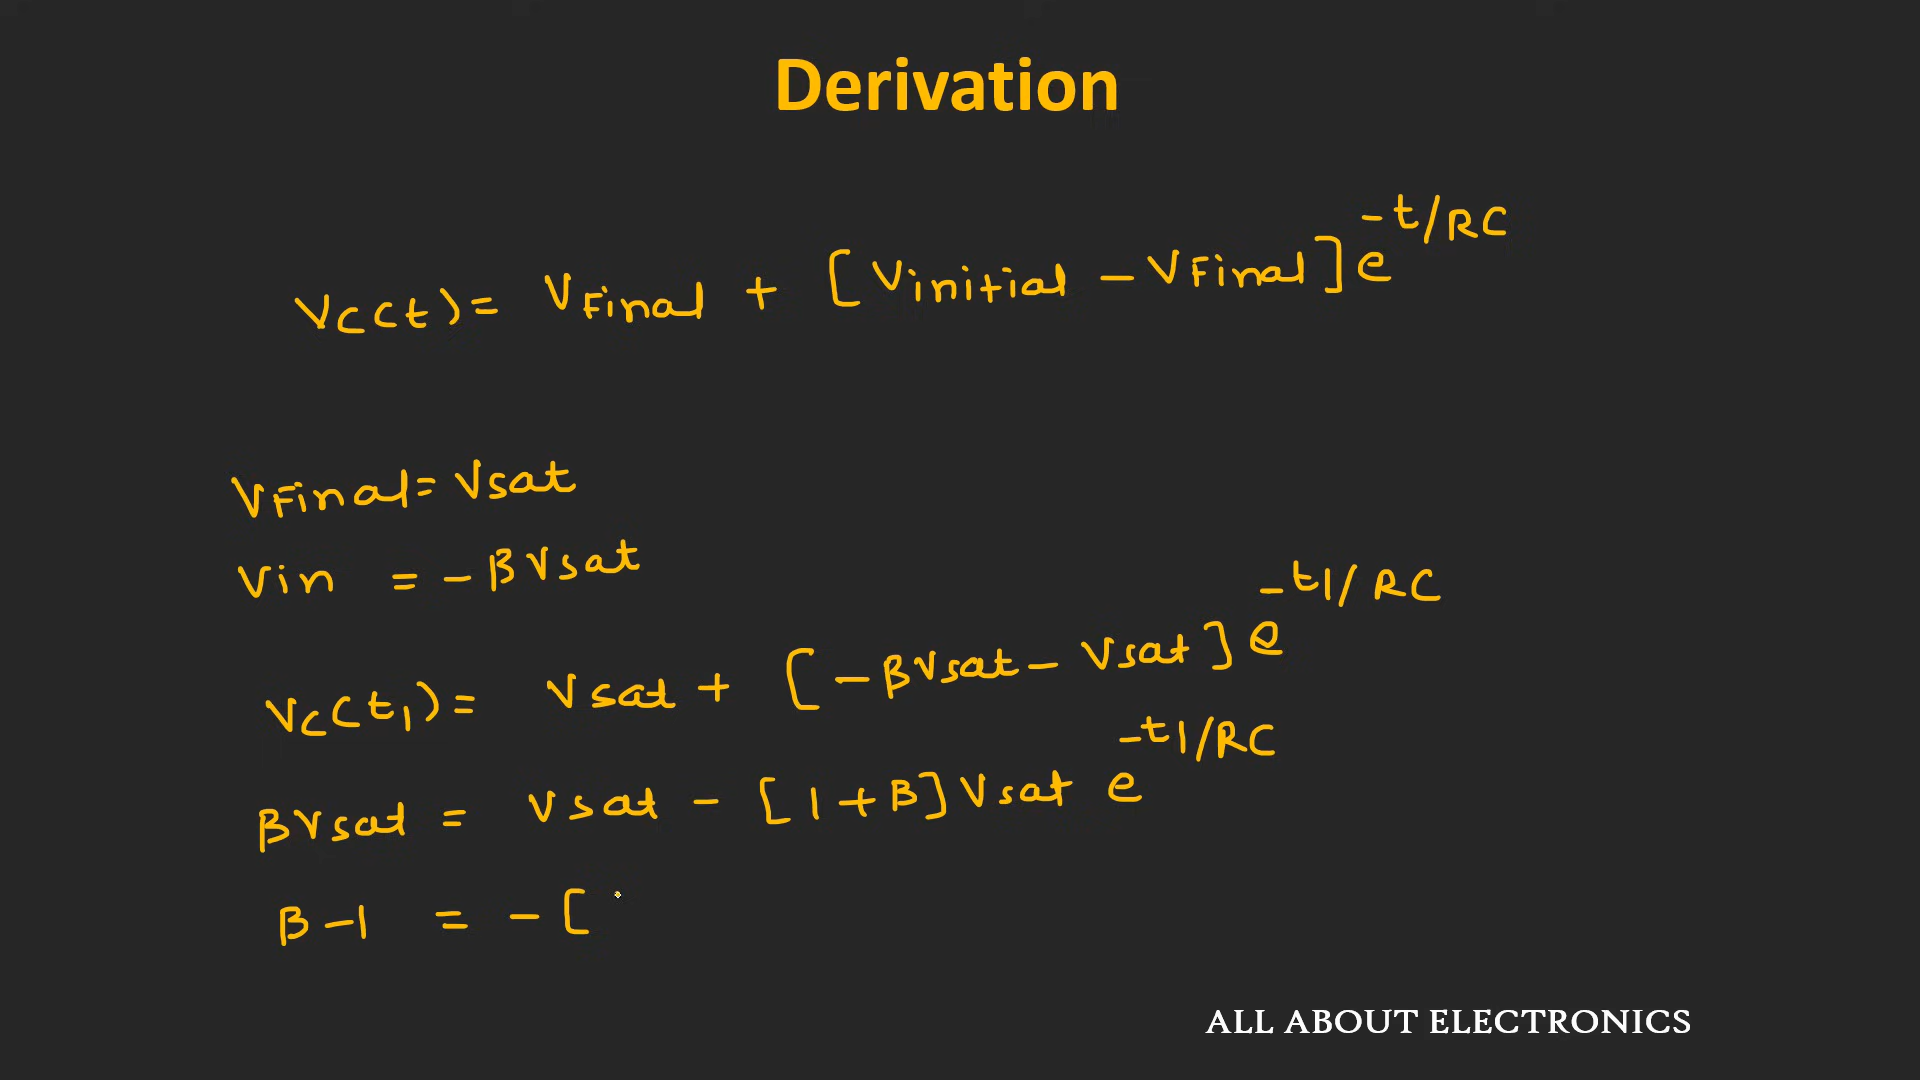 Derivation
Vc(t) = VFinal + [Vinitial - VFinal] e^-t/RC
VFinal = Vsat
Vin = - βVsat
Vc(t1) = Vsat + [-βVsat - Vsat] e^-t1/RC
βVsat = Vsat - [1+β] Vsat e^-t1/RC
β-1 = - [
ALL ABOUT ELECTRONICS